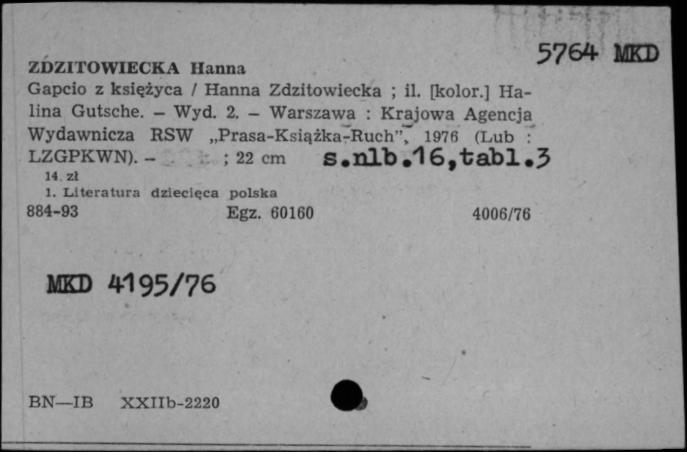 5764 MKD
ZDZITOWIECKA Hanna
Gapcio z księżyca / Hanna Zdzitowiecka ; il. [kolor.] Ha-
lina Gutsche. — Wyd. 2. — Warszawa : Krajowa Agencja
Wydawnicza RSW „Prasa-Książka-Ruch”, 1976 (Lub :
LZGPKWN). — ; 22 cm s.nlb.16,tabl.3
14 zł
1. Literatura dziecięca polska
884-93 Egz. 60160 4006/76
MKD 4195/76
BN—IB XXIIb-2220